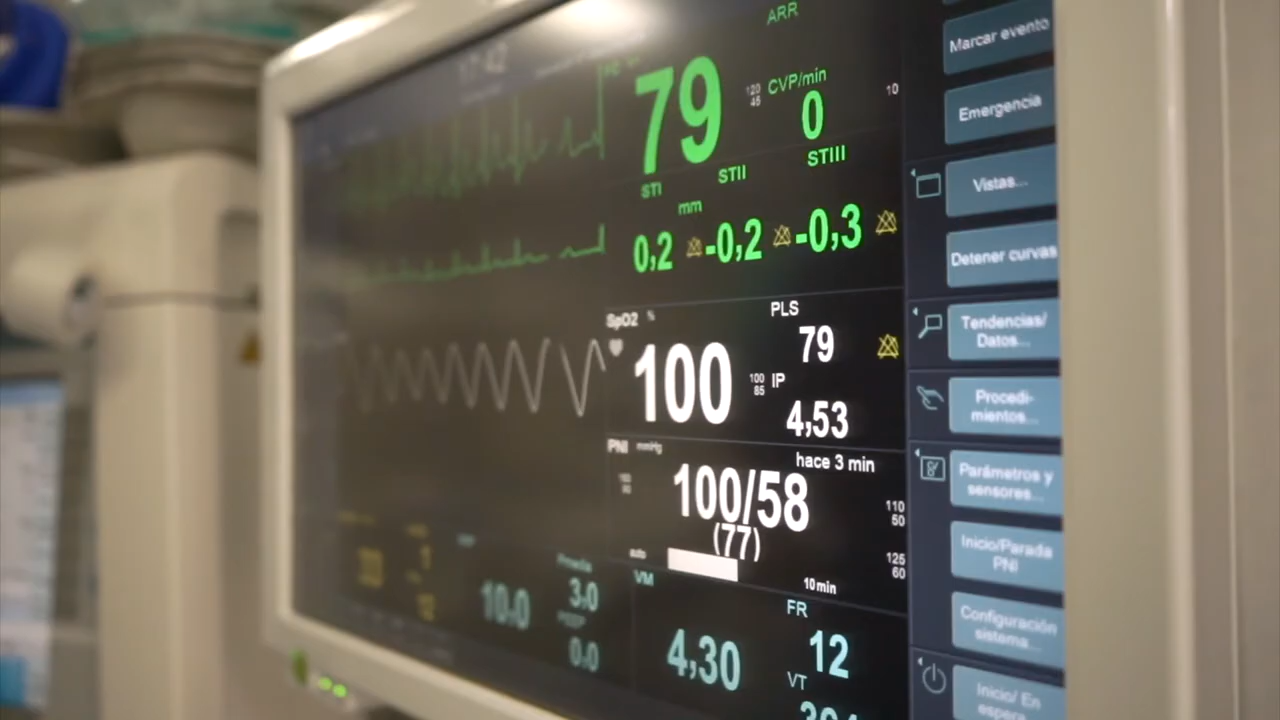 ARR
Marcar evento
79
120
45
CVP/min
0
10
Emergencia
STI
STII
STIII
Vistas...
mm
0,2
-0,2
-0,3
Detener curvas
SpO2 %
PLS
79
Tendencias/
Datos...
100
100
85
IP
4,53
Procedi-
mientos...
PNI mmHg
hace 3 min
100/58
(77)
110
50
Parámetros y
sensores...
auto
10min
125
60
Inicio/Parada
PNI
VM
FR
4,30
12
Configuración
sistema...
10,0
3,0
0,0
VT
Inicio/ En
espera